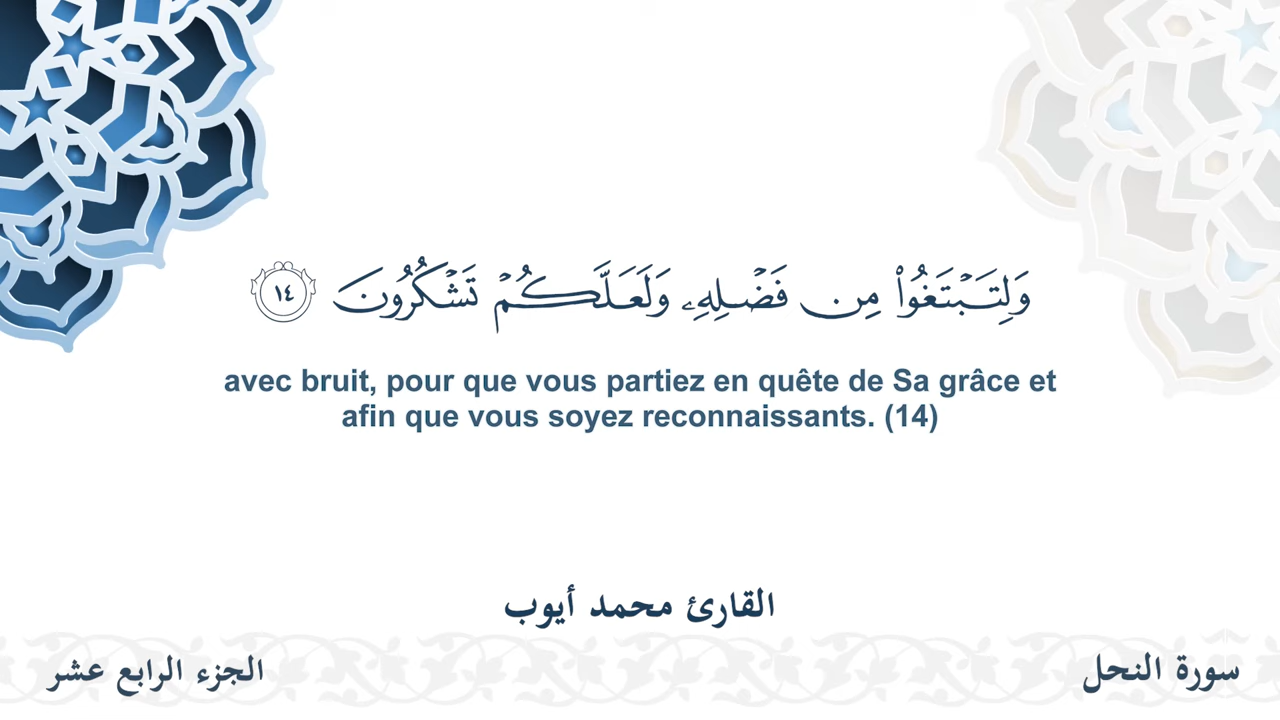 وَلِتَبْتَغُوا۟ مِن فَضْلِهِۦ وَلَعَلَّكُمْ تَشْكُرُونَ ١٤
avec bruit, pour que vous partiez en quête de Sa grâce et
afin que vous soyez reconnaissants. (14)
القارئ محمد أيوب
سورة النحل
الجزء الرابع عشر